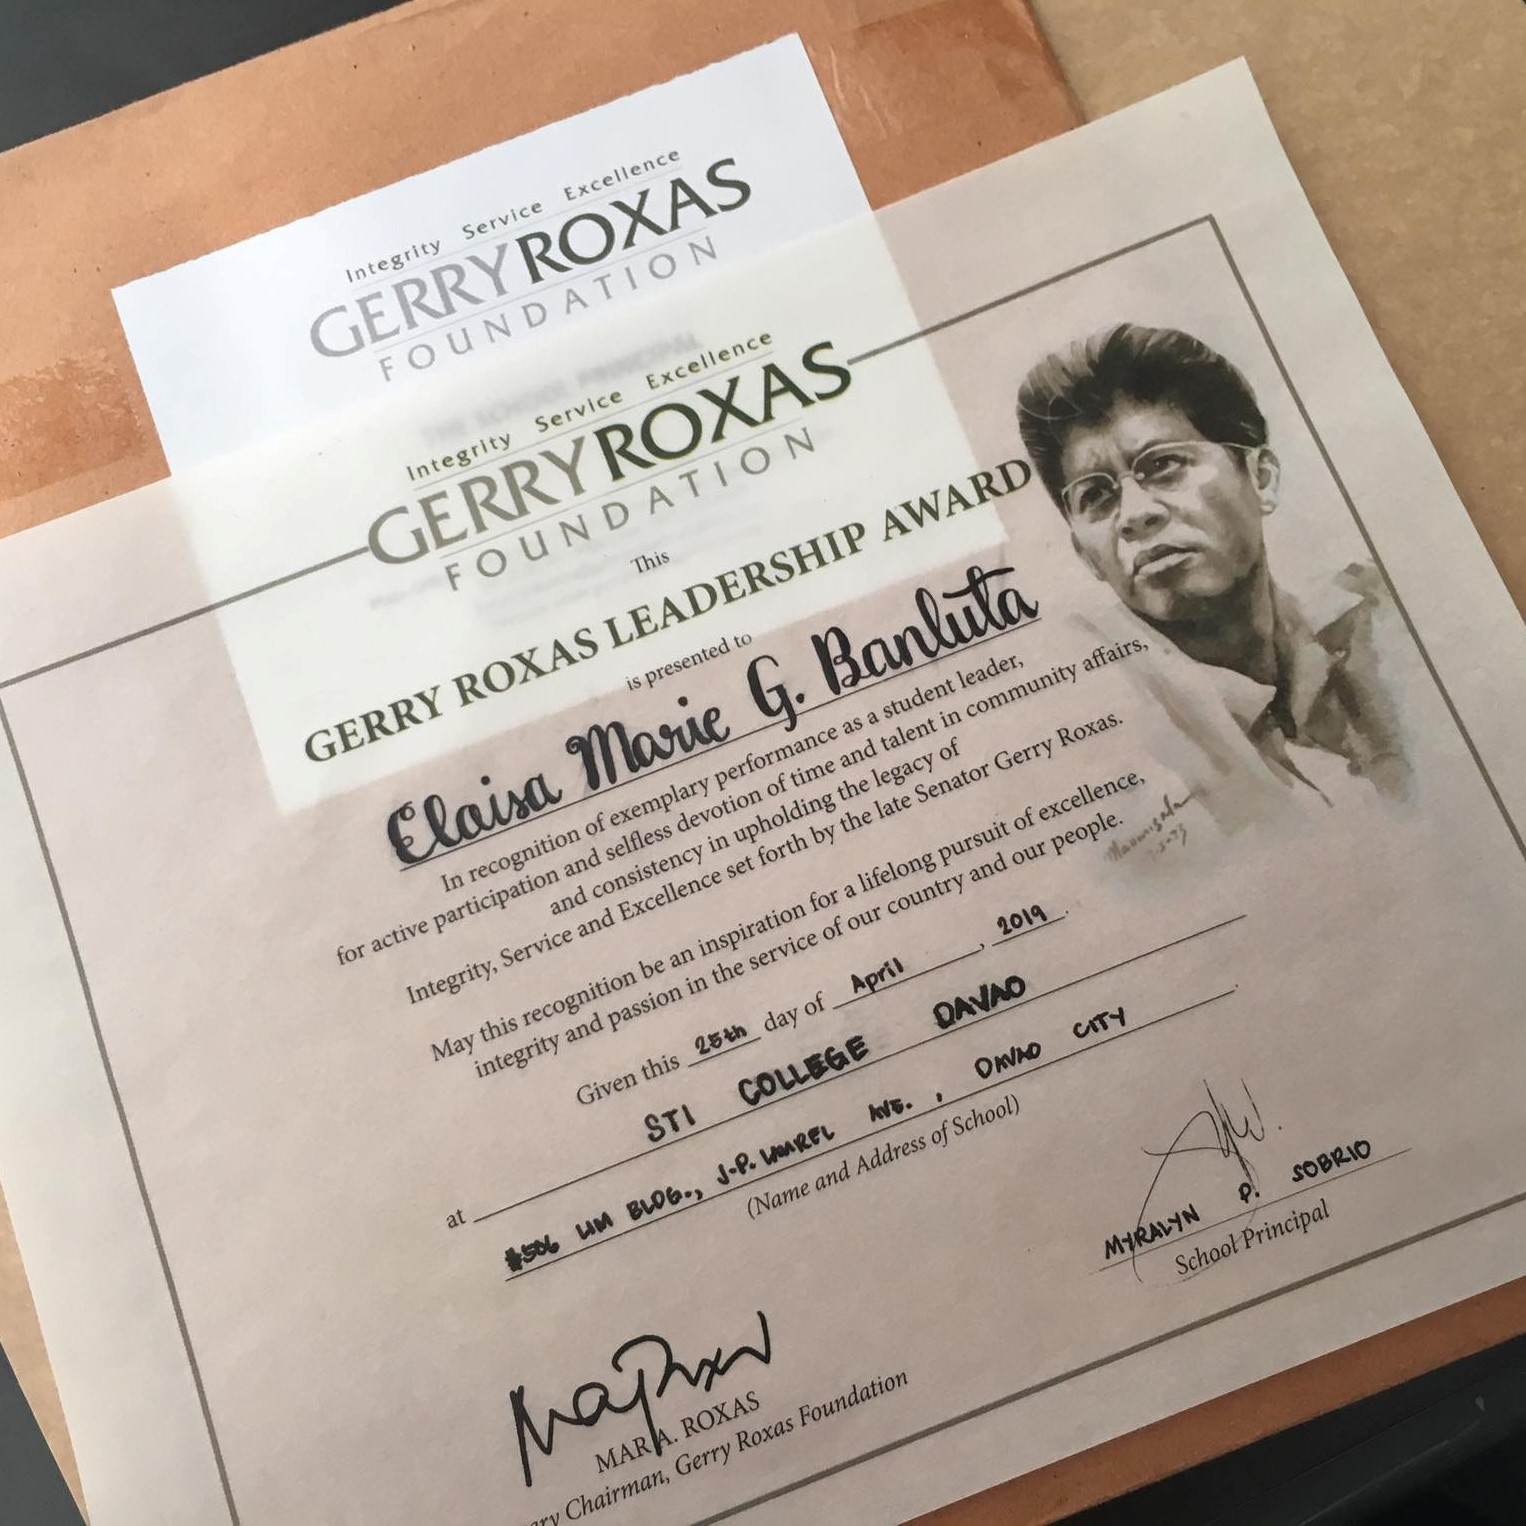 Integrity Service Excellence
GERRY ROXAS
FOUNDATION
Integrity Service Excellence
GERRY ROXAS
FOUNDATION
This
GERRY ROXAS LEADERSHIP AWARD
is presented to
Eloisa Marie G. Banluta
In recognition of exemplary performance as a student leader,
for active participation and selfless devotion of time and talent in community affairs,
and consistency in upholding the legacy of
Integrity, Service and Excellence set forth by the late Senator Gerry Roxas.
May this recognition be an inspiration for a lifelong pursuit of excellence,
integrity and passion in the service of our country and our people.
Given this 25th day of April, 2019.
at STI COLLEGE DAVAO
#506 LIM BLDG., J.P. LAUREL AVE., DAVAO CITY.
(Name and Address of School)
MYRALYN P. SOBRIO
School Principal
MAR A. ROXAS
Chairman, Gerry Roxas Foundation